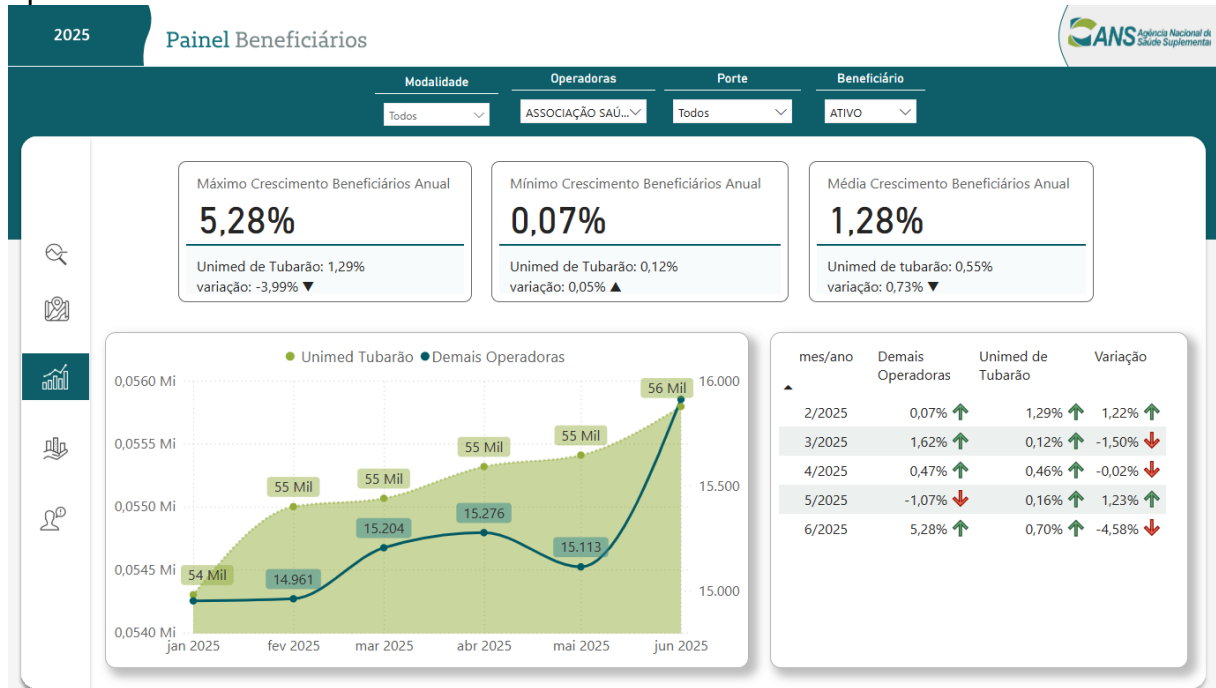 2025
Painel Beneficiários
ANS Agência Nacional de
Saúde Suplementar
Modalidade
Operadoras
Porte
Beneficiário
Todos
ASSOCIAÇÃO SAÚ...
Todos
ATIVO
Máximo Crescimento Beneficiários Anual
5,28%
Unimed de Tubarão: 1,29%
variação: -3,99% ▼
Mínimo Crescimento Beneficiários Anual
0,07%
Unimed de Tubarão: 0,12%
variação: 0,05% ▲
Média Crescimento Beneficiários Anual
1,28%
Unimed de tubarão: 0,55%
variação: 0,73% ▼
Unimed Tubarão Demais Operadoras
0,0560 Mi
0,0555 Mi
0,0550 Mi
0,0545 Mi
0,0540 Mi
54 Mil
55 Mil
55 Mil
55 Mil
55 Mil
56 Mil
14.961
15.204
15.276
15.113
16.000
15.500
15.000
jan 2025 fev 2025 mar 2025 abr 2025 mai 2025 jun 2025
mes/ano Demais Operadoras Unimed de Tubarão Variação
2/2025 0,07% 1,29% 1,22%
3/2025 1,62% 0,12% -1,50%
4/2025 0,47% 0,46% -0,02%
5/2025 -1,07% 0,16% 1,23%
6/2025 5,28% 0,70% -4,58%